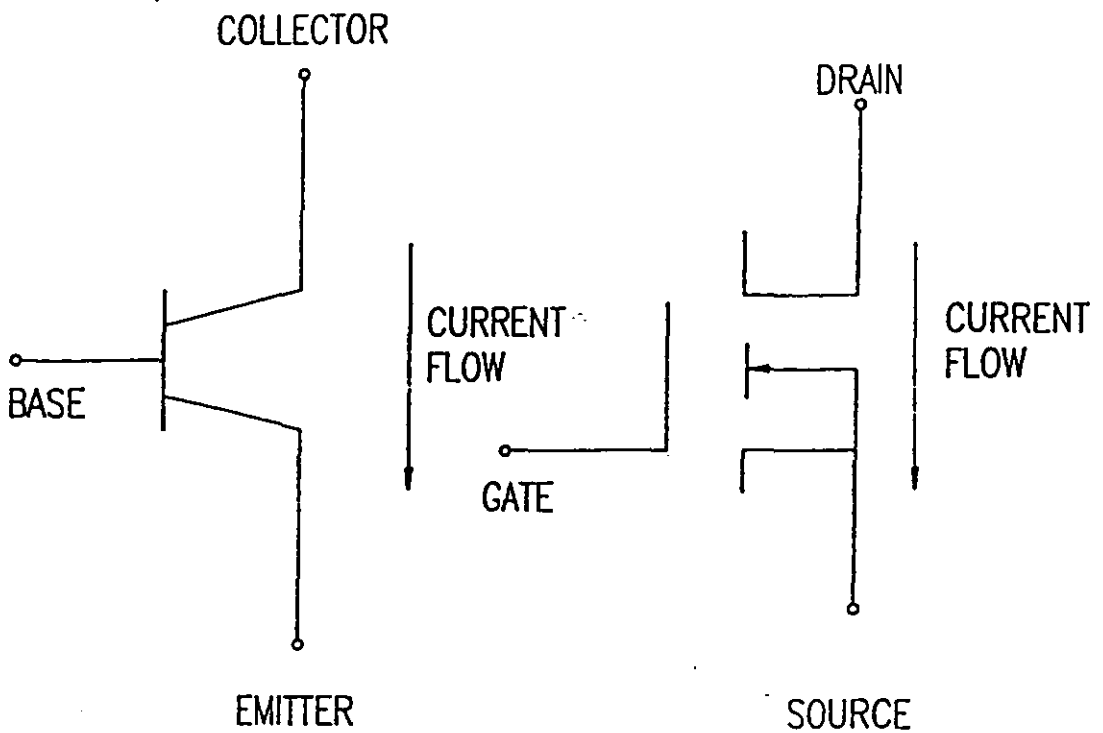 COLLECTOR
BASE
CURRENT
FLOW
EMITTER
DRAIN
GATE
CURRENT
FLOW
SOURCE